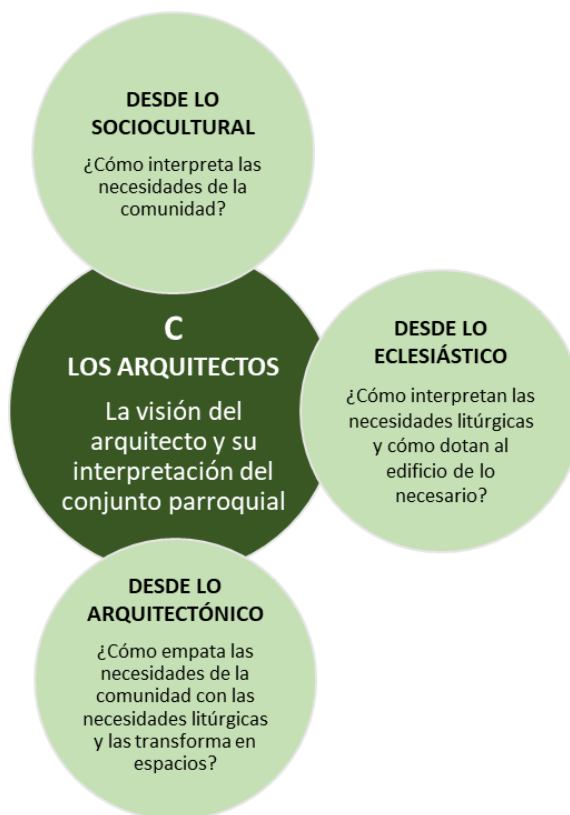 DESDE LO
SOCIOCULTURAL
¿Cómo interpreta las
necesidades de la
comunidad?
C
LOS ARQUITECTOS
La visión del
arquitecto y su
interpretación del
conjunto parroquial
DESDE LO
ECLESIÁSTICO
¿Cómo interpretan las
necesidades litúrgicas
y cómo dotan al
edificio de lo
necesario?
DESDE LO
ARQUITECTÓNICO
¿Cómo empata las
necesidades de la
comunidad con las
necesidades litúrgicas
y las transforma en
espacios?